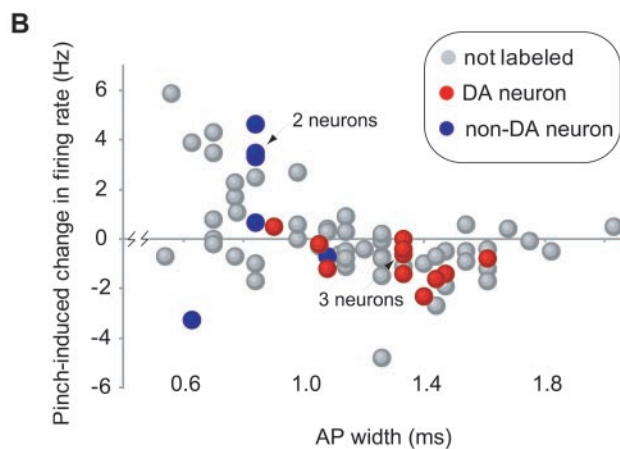 B
Pinch-induced change in firing rate (Hz)
6
4
2
0
-2
-4
-6
not labeled
DA neuron
non-DA neuron
2 neurons
3 neurons
0.6
1.0
1.4
1.8
AP width (ms)